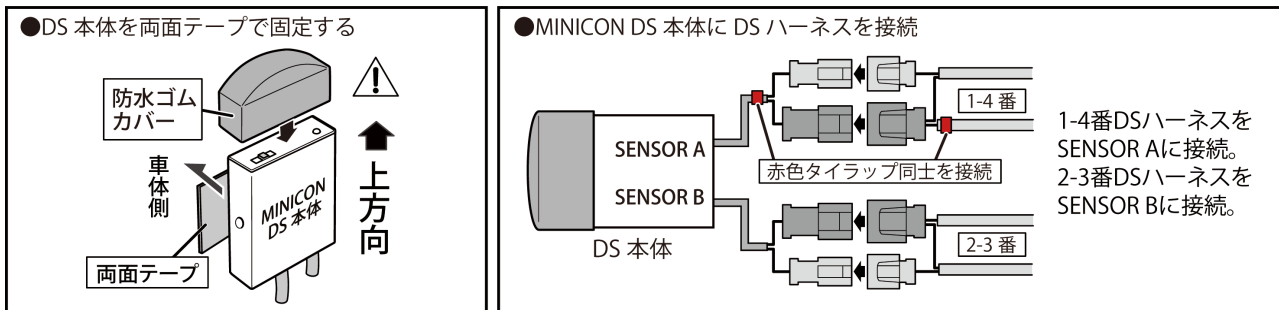 ●DS 本体を両面テープで固定する
防水ゴム
カバー
車体側
上方向
MINICON
DS 本体
両面テープ
●MINICON DS 本体に DS ハーネスを接続
1-4 番
SENSOR A
赤色タイラップ同士を接続
SENSOR B
DS 本体
2-3 番
1-4番DSハーネスを
SENSOR Aに接続。
2-3番DSハーネスを
SENSOR Bに接続。